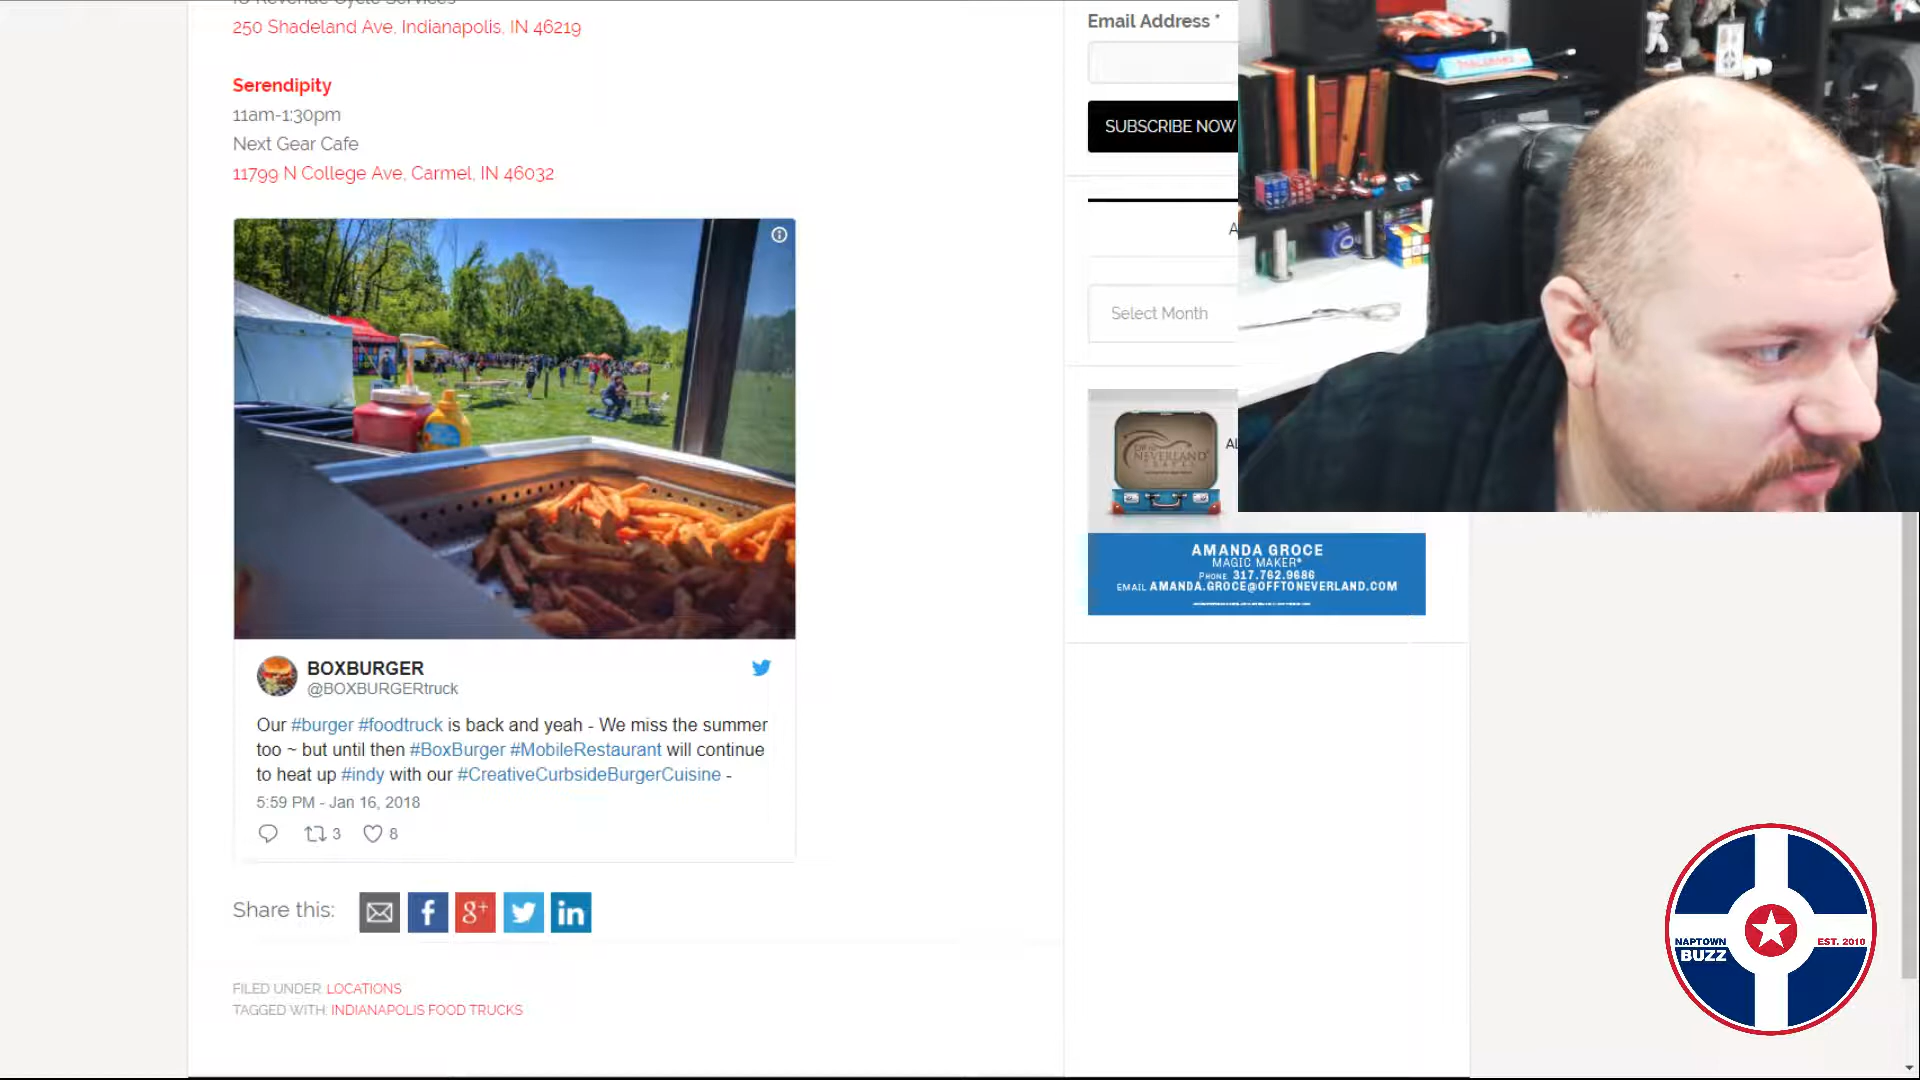 250 Shadeland Ave, Indianapolis, IN 46219
Serendipity
11am-1:30pm
Next Gear Cafe
11799 N College Ave, Carmel, IN 46032
BOXBURGER
@BOXBURGERtruck
Our #burger #foodtruck is back and yeah - We miss the summer
too ~ but until then #BoxBurger #MobileRestaurant will continue
to heat up #indy with our #CreativeCurbsideBurgerCuisine -
5:59 PM - Jan 16, 2018
3 8
Share this:
FILED UNDER: LOCATIONS
TAGGED WITH: INDIANAPOLIS FOOD TRUCKS
Email Address *
SUBSCRIBE NOW
Select Month
NEVERLAND
AMANDA GROCE
MAGIC MAKER*
PHONE 317.762.9686
EMAIL AMANDA.GROCE@OFFTONEVERLAND.COM
NAPTOWN
BUZZ
EST. 2010